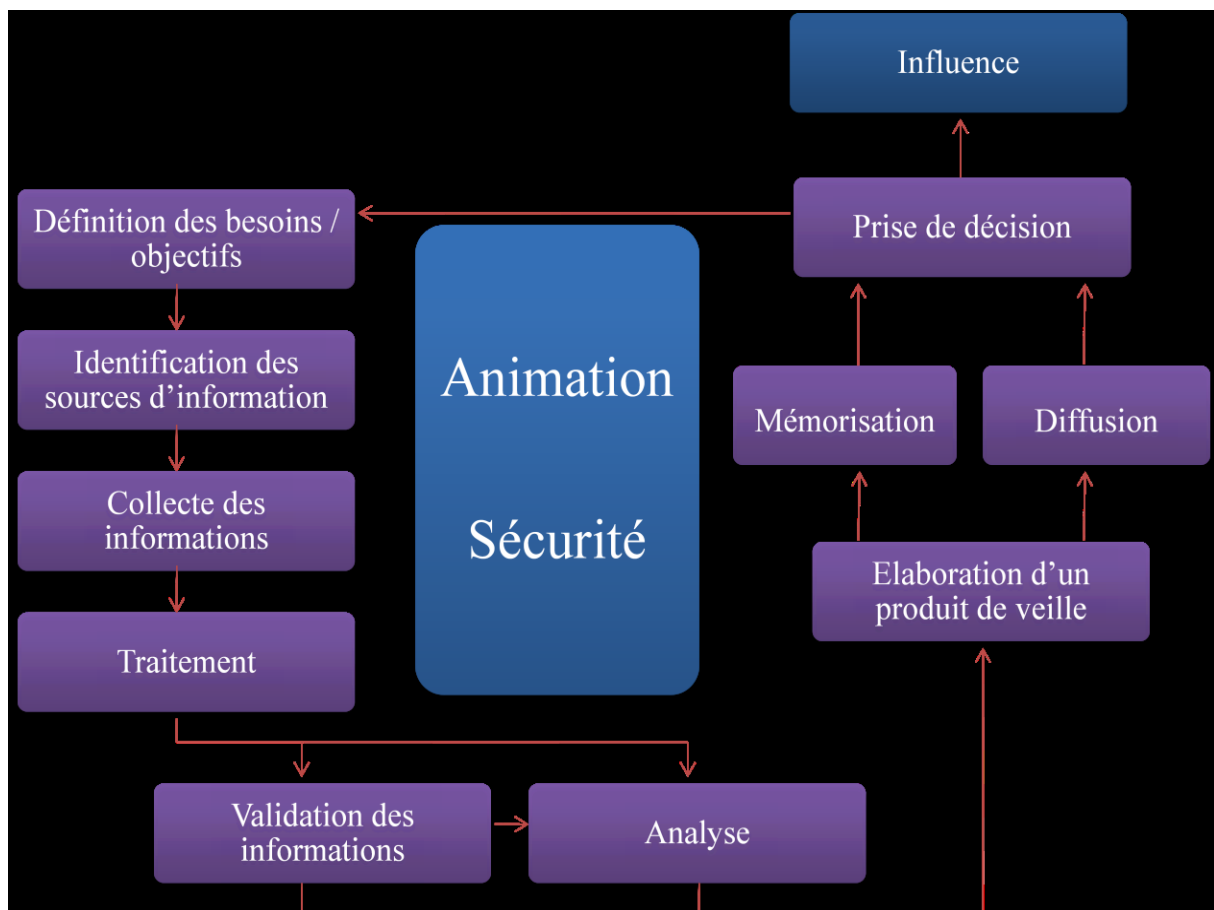 Influence
Définition des besoins /
objectifs
Prise de décision
Identification des
sources d’information
Animation
Sécurité
Mémorisation
Diffusion
Collecte des
informations
Elaboration d’un
produit de veille
Traitement
Validation des
informations
Analyse